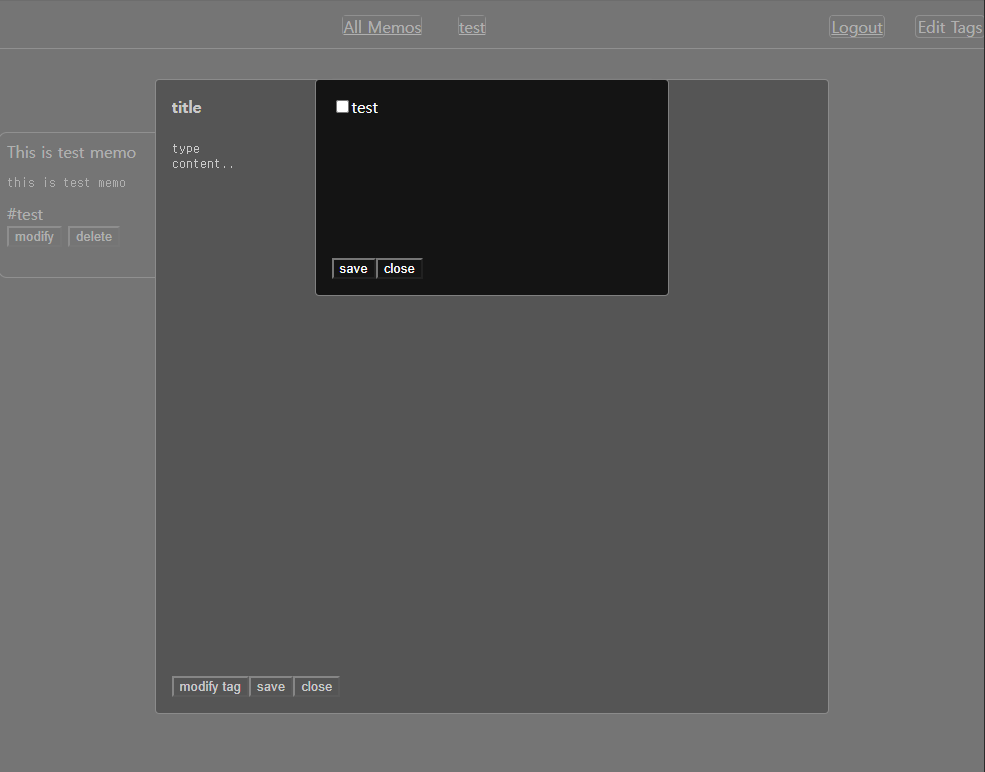 All Memos test Logout Edit Tags
title
test
type
content..
This is test memo
this is test memo
#test
modify delete
save close
modify tag save close